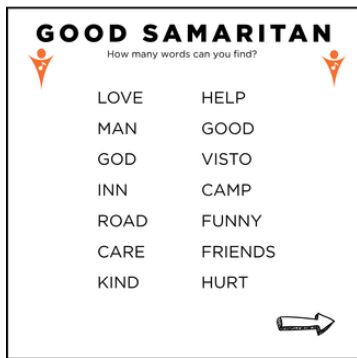 GOOD SAMARITAN
How many words can you find?
LOVE HELP
MAN GOOD
GOD VISTO
INN CAMP
ROAD FUNNY
CARE FRIENDS
KIND HURT